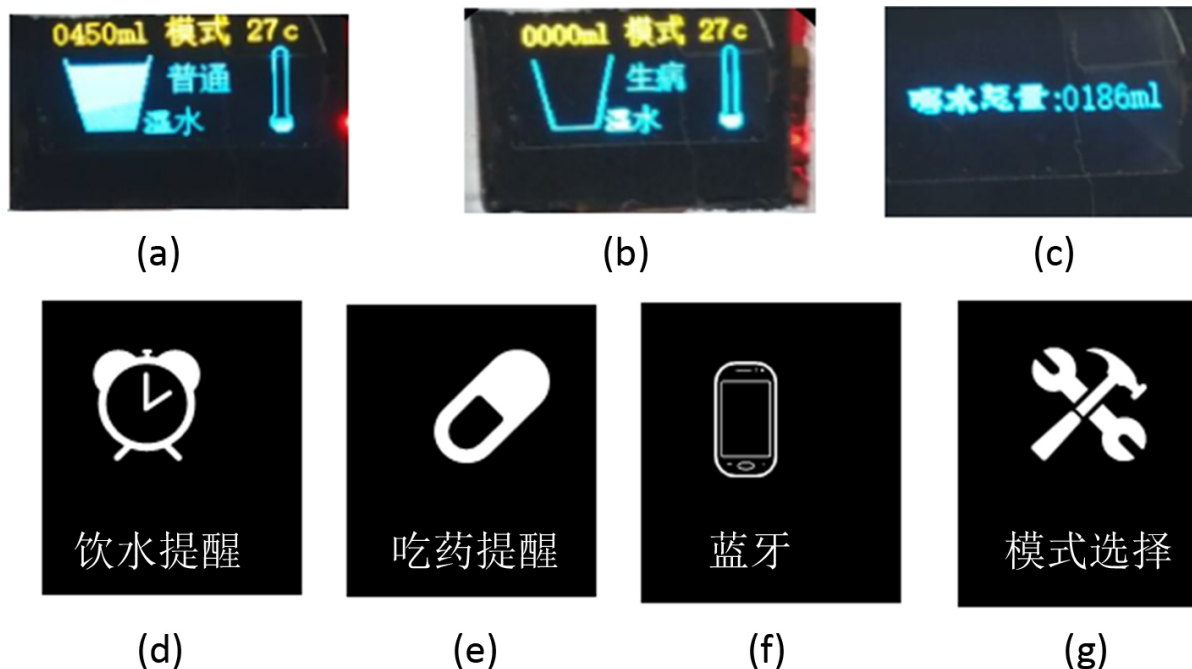 0450ml 模式 27c
普通
温水
0000ml 模式 27c
生病
温水
喝水总量:0186ml
(a)
(b)
(c)
饮水提醒
吃药提醒
蓝牙
模式选择
(d)
(e)
(f)
(g)